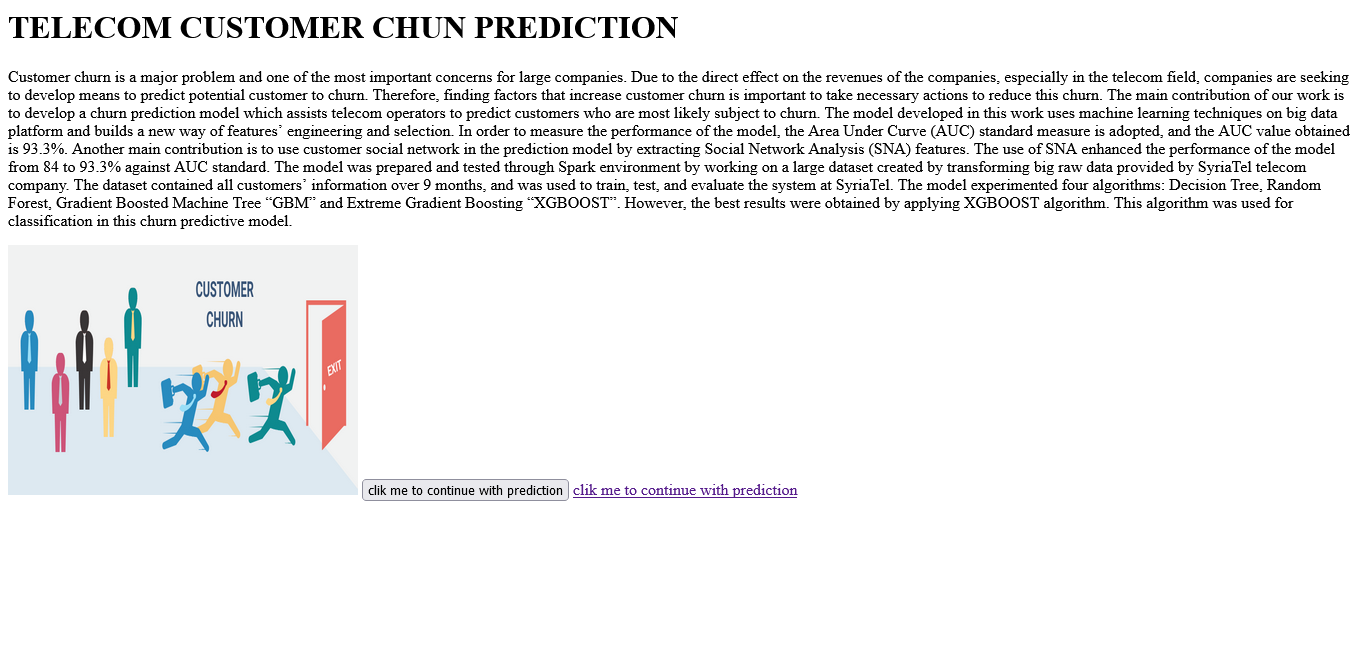 TELECOM CUSTOMER CHUN PREDICTION
Customer churn is a major problem and one of the most important concerns for large companies. Due to the direct effect on the revenues of the companies, especially in the telecom field, companies are seeking
to develop means to predict potential customer to churn. Therefore, finding factors that increase customer churn is important to take necessary actions to reduce this churn. The main contribution of our work is
to develop a churn prediction model which assists telecom operators to predict customers who are most likely subject to churn. The model developed in this work uses machine learning techniques on big data
platform and builds a new way of features’ engineering and selection. In order to measure the performance of the model, the Area Under Curve (AUC) standard measure is adopted, and the AUC value obtained
is 93.3%. Another main contribution is to use customer social network in the prediction model by extracting Social Network Analysis (SNA) features. The use of SNA enhanced the performance of the model
from 84 to 93.3% against AUC standard. The model was prepared and tested through Spark environment by working on a large dataset created by transforming big raw data provided by SyriaTel telecom
company. The dataset contained all customers’ information over 9 months, and was used to train, test, and evaluate the system at SyriaTel. The model experimented four algorithms: Decision Tree, Random
Forest, Gradient Boosted Machine Tree “GBM” and Extreme Gradient Boosting “XGBOOST”. However, the best results were obtained by applying XGBOOST algorithm. This algorithm was used for
classification in this churn predictive model.
CUSTOMER
CHURN
EXIT
clik me to continue with prediction clik me to continue with prediction